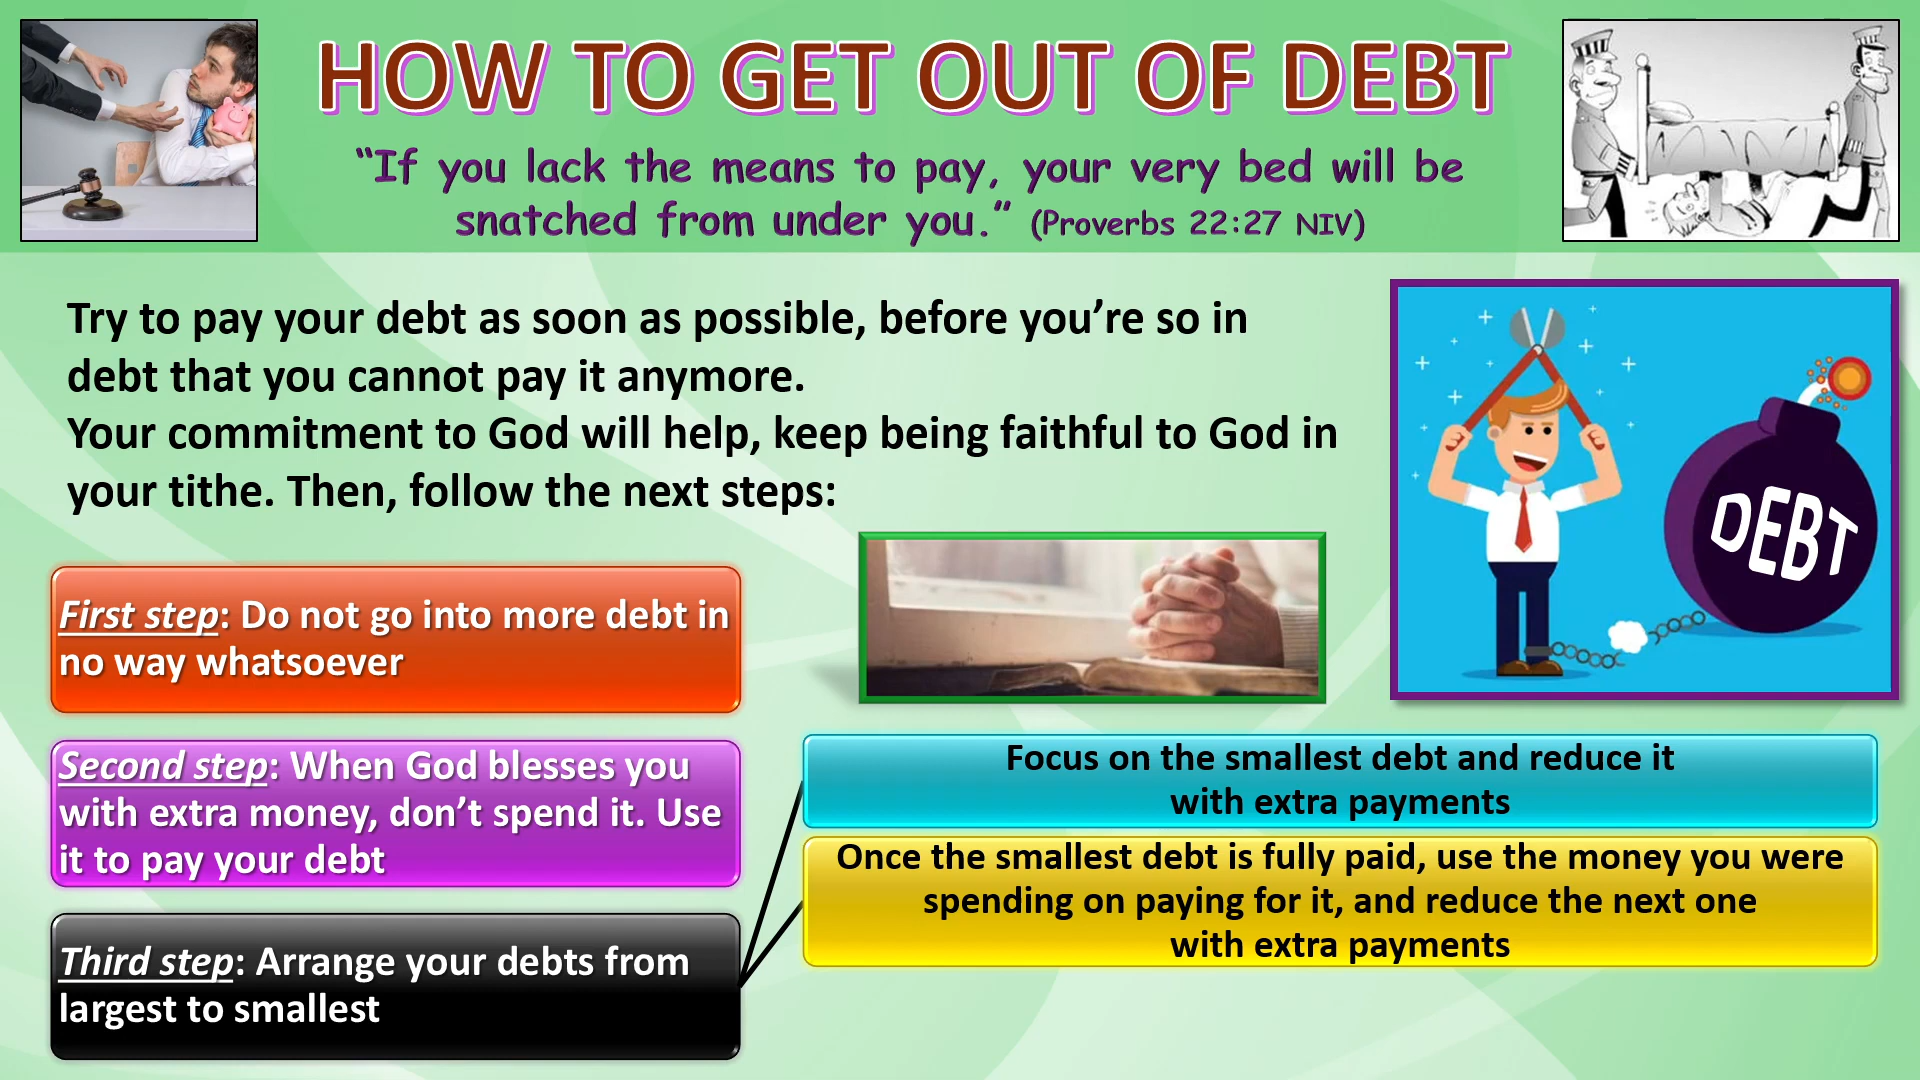 HOW TO GET OUT OF DEBT
“If you lack the means to pay, your very bed will be
snatched from under you.” (Proverbs 22:27 NIV)
Try to pay your debt as soon as possible, before you’re so in
debt that you cannot pay it anymore.
Your commitment to God will help, keep being faithful to God in
your tithe. Then, follow the next steps:
DEBT
First step: Do not go into more debt in
no way whatsoever
Second step: When God blesses you
with extra money, don’t spend it. Use
it to pay your debt
Third step: Arrange your debts from
largest to smallest
Focus on the smallest debt and reduce it
with extra payments
Once the smallest debt is fully paid, use the money you were
spending on paying for it, and reduce the next one
with extra payments